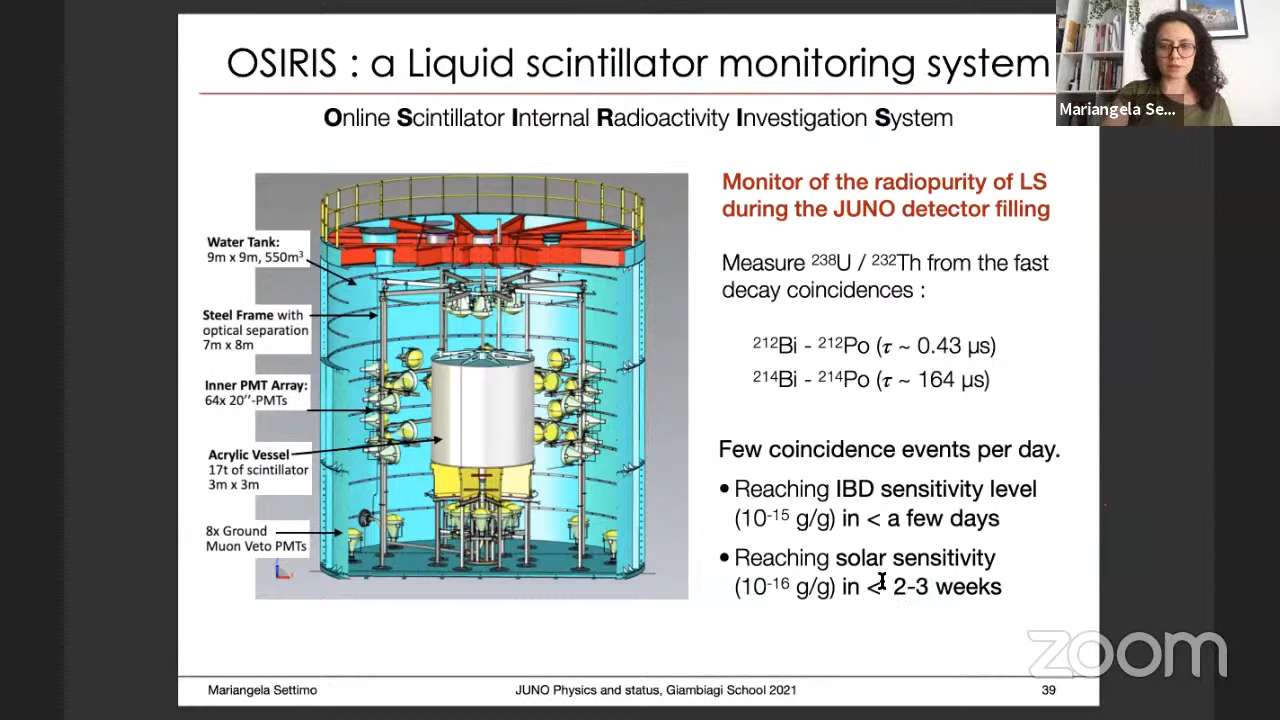 OSIRIS : a Liquid scintillator monitoring system
Online Scintillator Internal Radioactivity Investigation System
Mariangela Se...
Monitor of the radiopurity of LS
during the JUNO detector filling
Water Tank:
9m x 9m, 550m³
Steel Frame with
optical separation
7m x 8m
Inner PMT Array:
64x 20’’-PMTs
Acrylic Vessel
17t of scintillator
3m x 3m
8x Ground
Muon Veto PMTs
Measure ²³⁸U / ²³²Th from the fast
decay coincidences :
²¹²Bi - ²¹²Po (τ ~ 0.43 µs)
²¹⁴Bi - ²¹⁴Po (τ ~ 164 µs)
Few coincidence events per day.
• Reaching IBD sensitivity level
(10⁻¹⁵ g/g) in < a few days
• Reaching solar sensitivity
(10⁻¹⁶ g/g) in < 2-3 weeks
zoom
Mariangela Settimo
JUNO Physics and status, Giambiagi School 2021
39